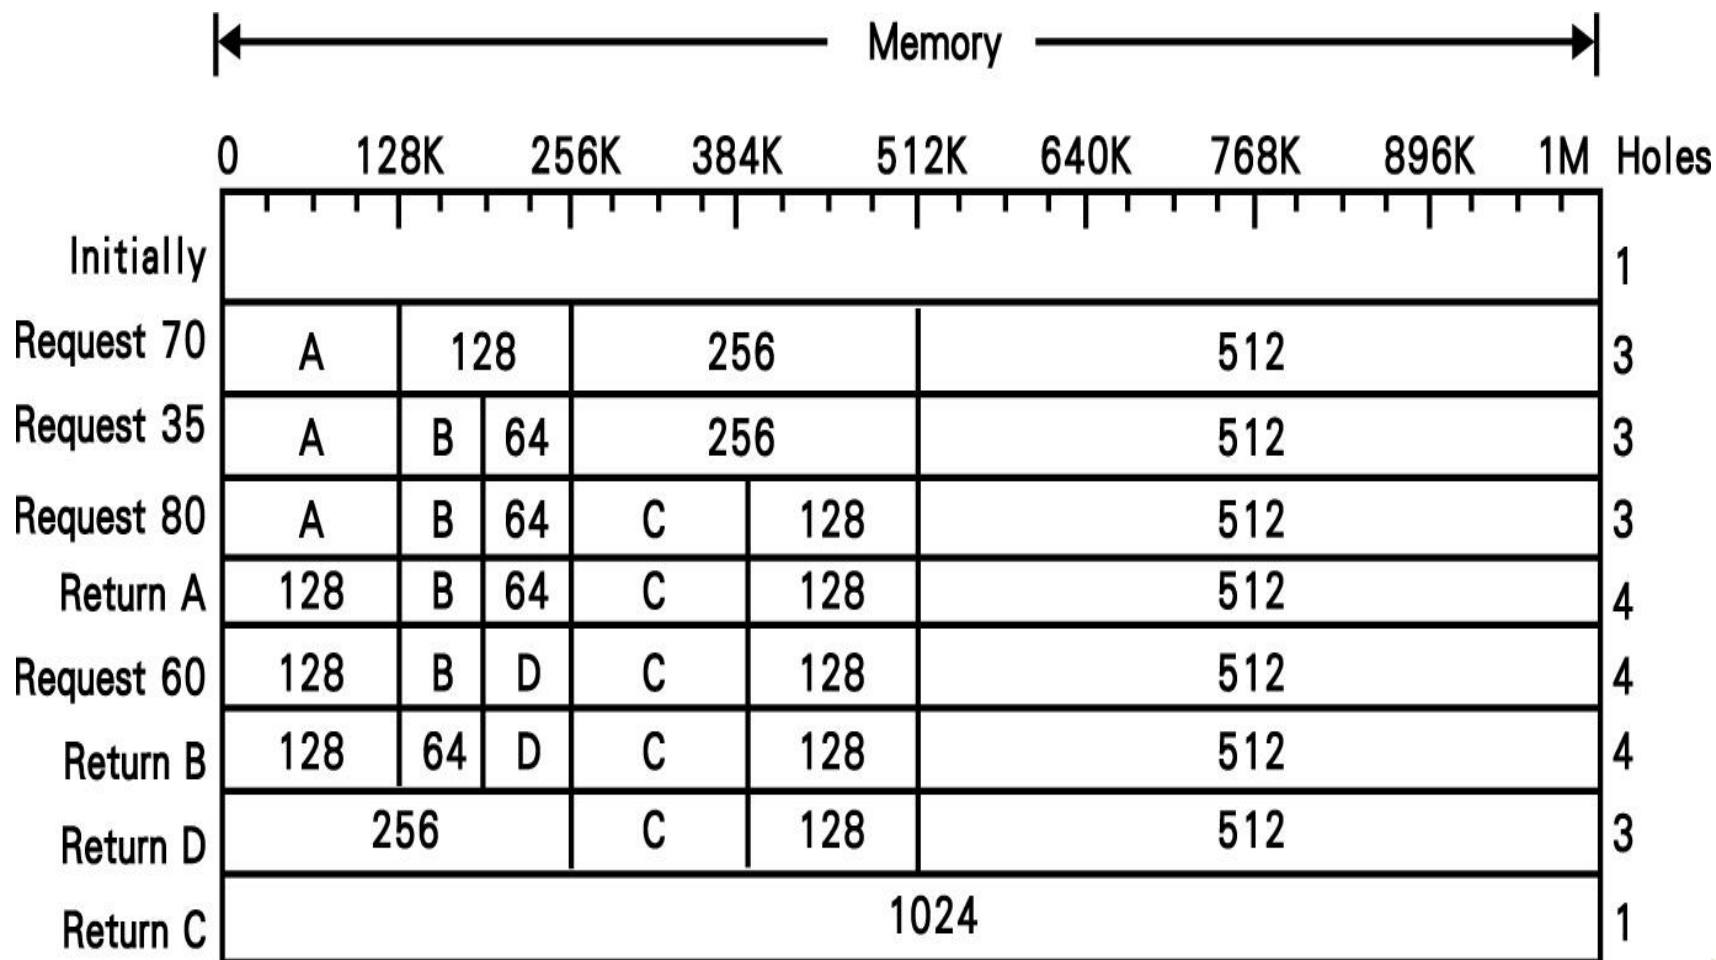 Memory
0 128K 256K 384K 512K 640K 768K 896K 1M Holes
Initially 1
Request 70 A 128 256 512 3
Request 35 A B 64 256 512 3
Request 80 A B 64 C 128 512 3
Return A 128 B 64 C 128 512 4
Request 60 128 B D C 128 512 4
Return B 128 64 D C 128 512 4
Return D 256 C 128 512 3
Return C 1024 1